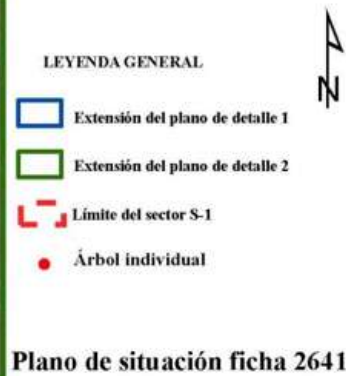 N
LEYENDA GENERAL
Extensión del plano de detalle 1
Extensión del plano de detalle 2
Límite del sector S-1
Árbol individual
Plano de situación ficha 2641